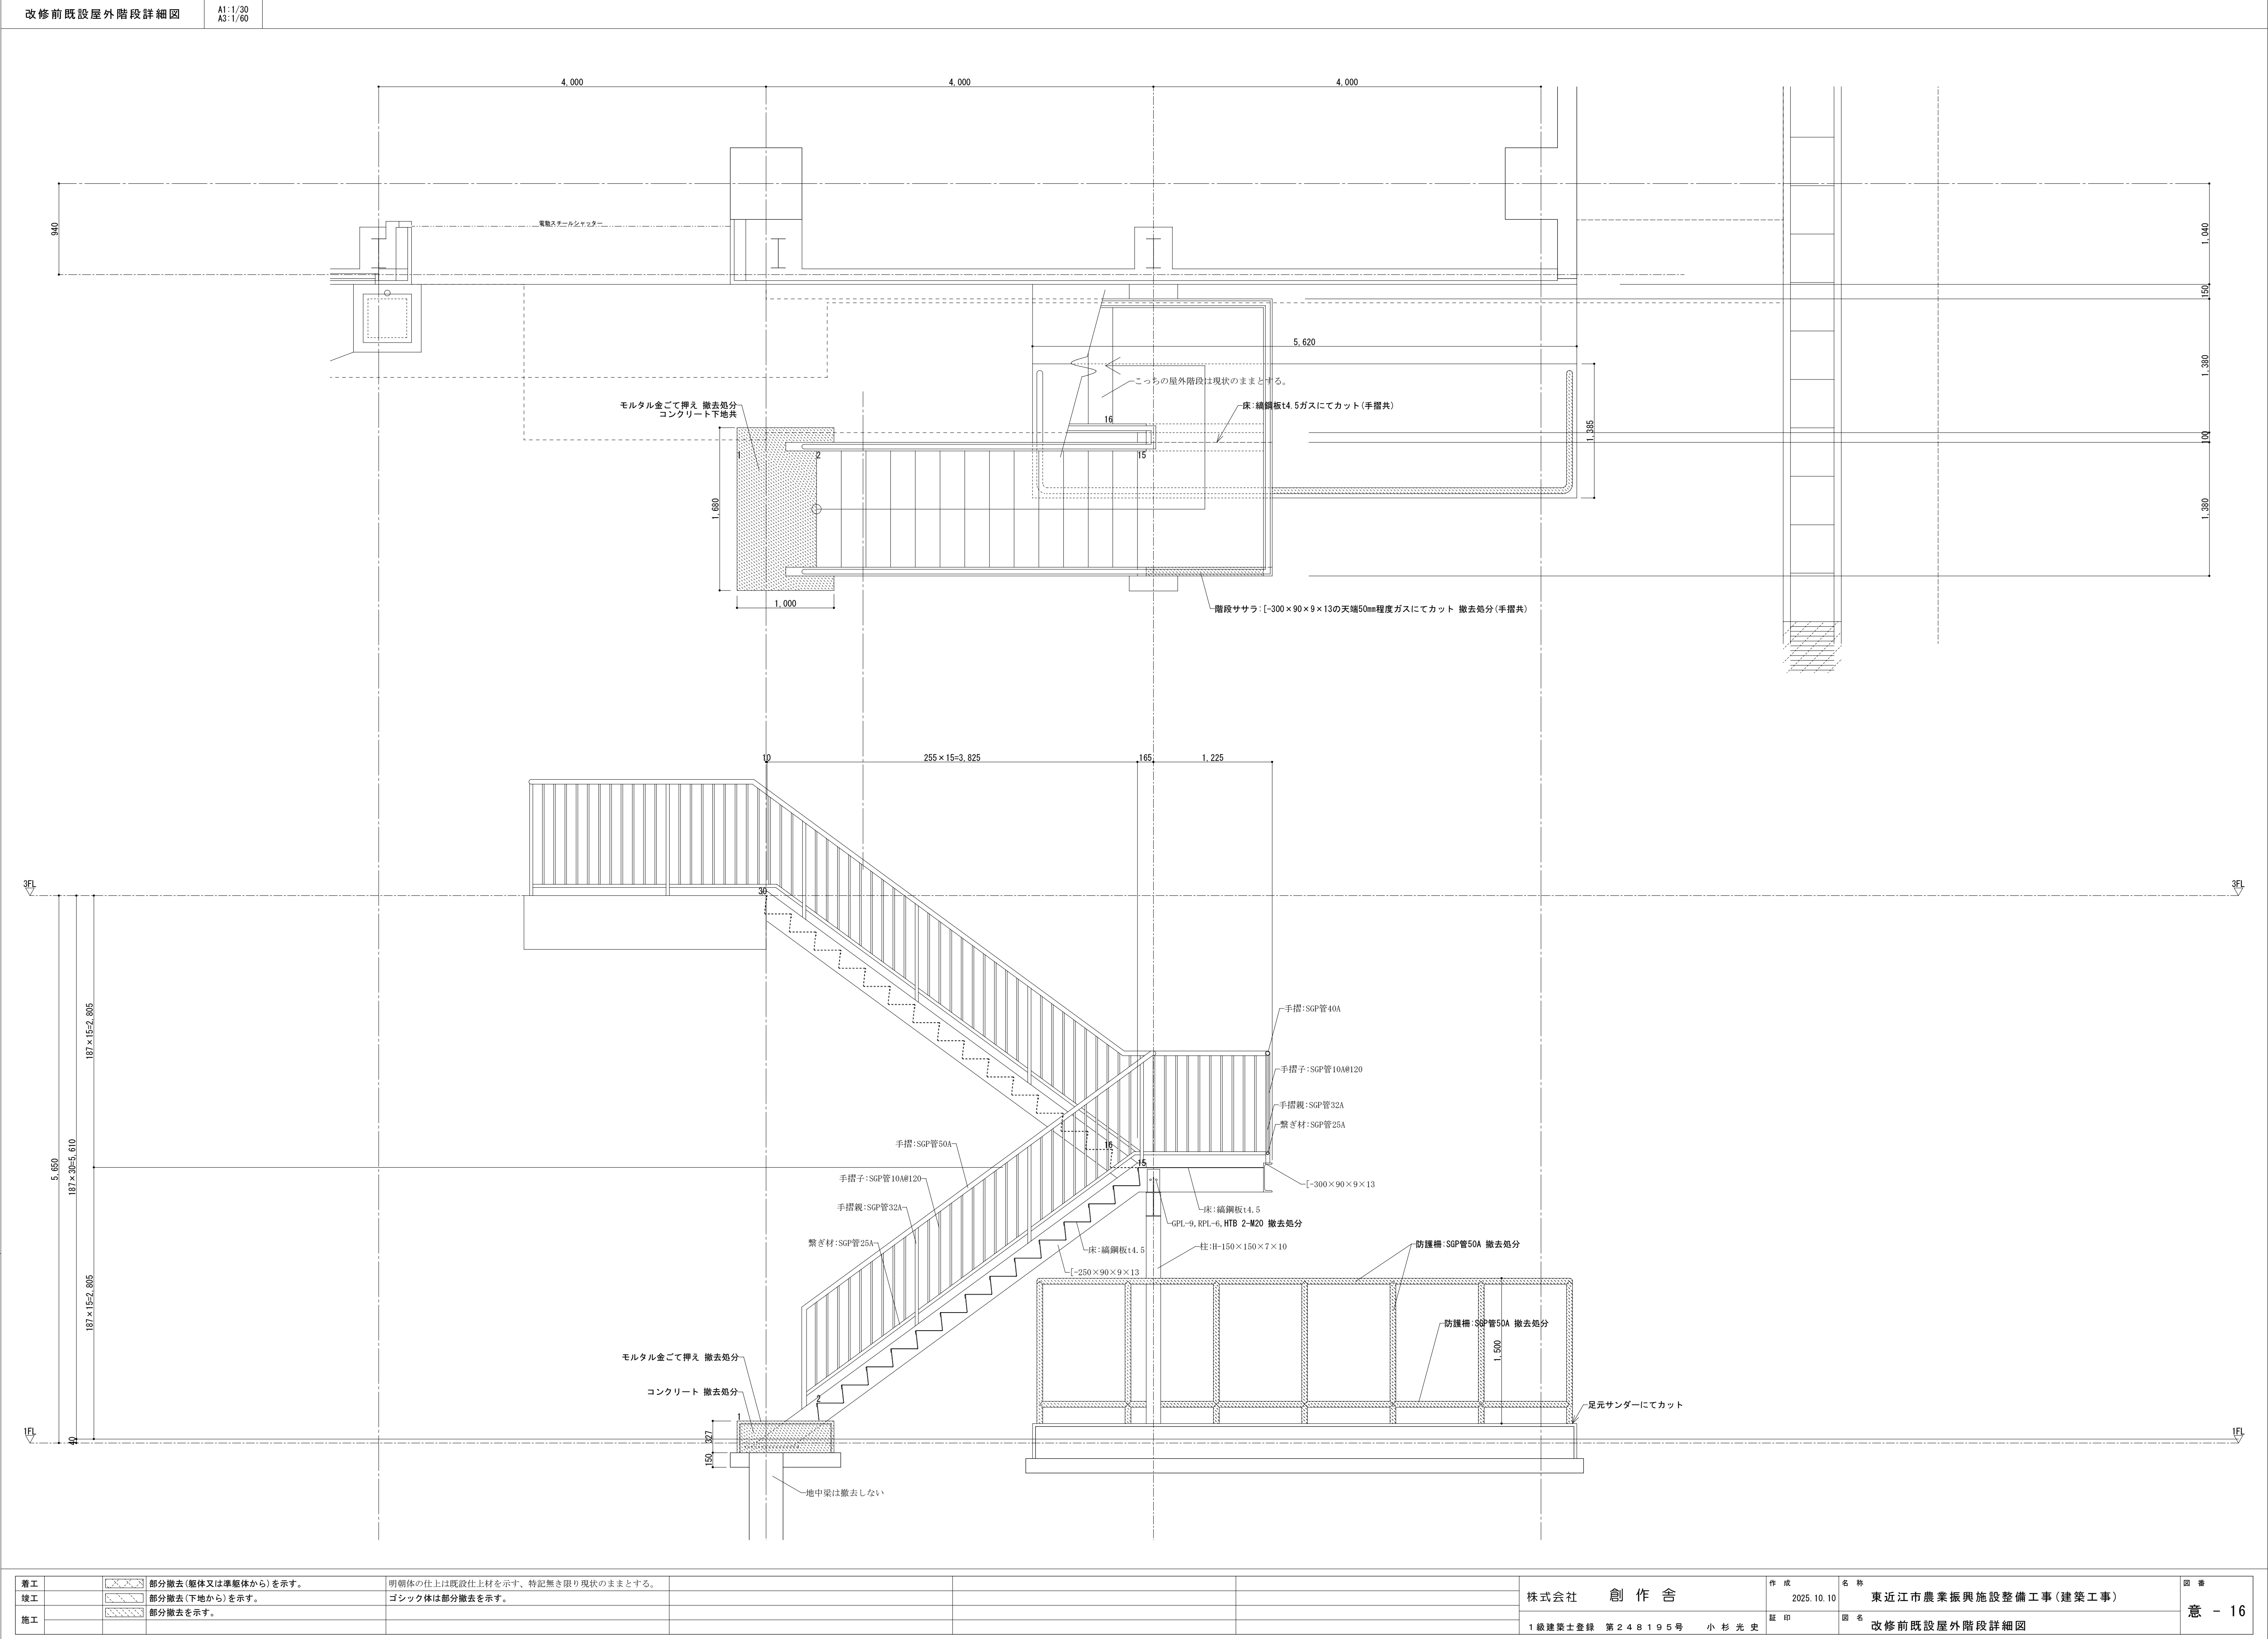 改修前既設屋外階段詳細図
A1:1/30
A3:1/60
4,000
4,000
4,000
940
電動スチールシャッター
1,040
150
1,380
100
1,380
5,620
こっちの屋外階段は現状のままとする。
モルタル金ごて押え 撤去処分
コンクリート下地共
床:縞鋼板t4.5ガスにてカット(手摺共)
16
1,385
1
2
15
1,680
1,000
階段ササラ:[-300×90×9×13の天端50mm程度ガスにてカット 撤去処分(手摺共)
10
255×15=3,825
165
1,225
3FL
3FL
30
187×15=2,805
手摺:SGP管40A
手摺子:SGP管10A@120
手摺親:SGP管32A
繋ぎ材:SGP管25A
手摺:SGP管50A
16
15
5,650
187×30=5,610
手摺子:SGP管10A@120
[-300×90×9×13
手摺親:SGP管32A
床:縞鋼板t4.5
GPL-9,RPL-6,HTB 2-M20 撤去処分
繋ぎ材:SGP管25A
床:縞鋼板t4.5
柱:H-150×150×7×10
防護柵:SGP管50A 撤去処分
[-250×90×9×13
187×15=2,805
防護柵:SGP管50A 撤去処分
1,500
モルタル金ごて押え 撤去処分
コンクリート 撤去処分
2
1
足元サンダーにてカット
1FL
1FL
40
327
150
地中梁は撤去しない
着工
部分撤去(躯体又は準躯体から)を示す。
明朝体の仕上は既設仕上材を示す、特記無き限り現状のままとする。
竣工
部分撤去(下地から)を示す。
ゴシック体は部分撤去を示す。
施工
部分撤去を示す。
株式会社 創作舎
1級建築士登録 第248195号 小杉光史
作成
2025.10.10
証印
名称
東近江市農業振興施設整備工事(建築工事)
図名
改修前既設屋外階段詳細図
図番
意 - 16